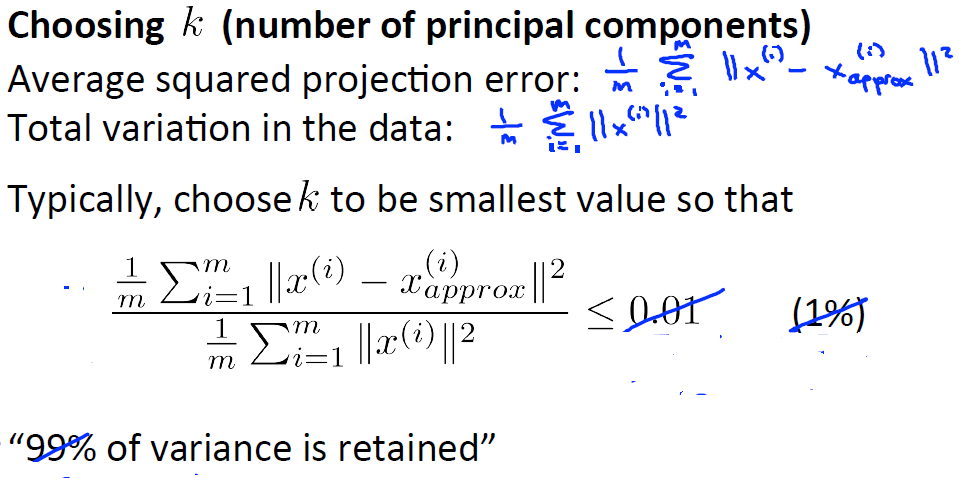 Choosing k (number of principal components)
Average squared projection error: 1/m Σ_{i=1}^{m} ||x^{(i)} - x_{approx}^{(i)}||²
Total variation in the data: 1/m Σ_{i=1}^{m} ||x^{(i)}||²
Typically, choose k to be smallest value so that
1/m Σ_{i=1}^{m} ||x^{(i)} − x_{approx}^{(i)}||²
1/m Σ_{i=1}^{m} ||x^{(i)}||²
≤ 0.01 (1%)
“99% of variance is retained”